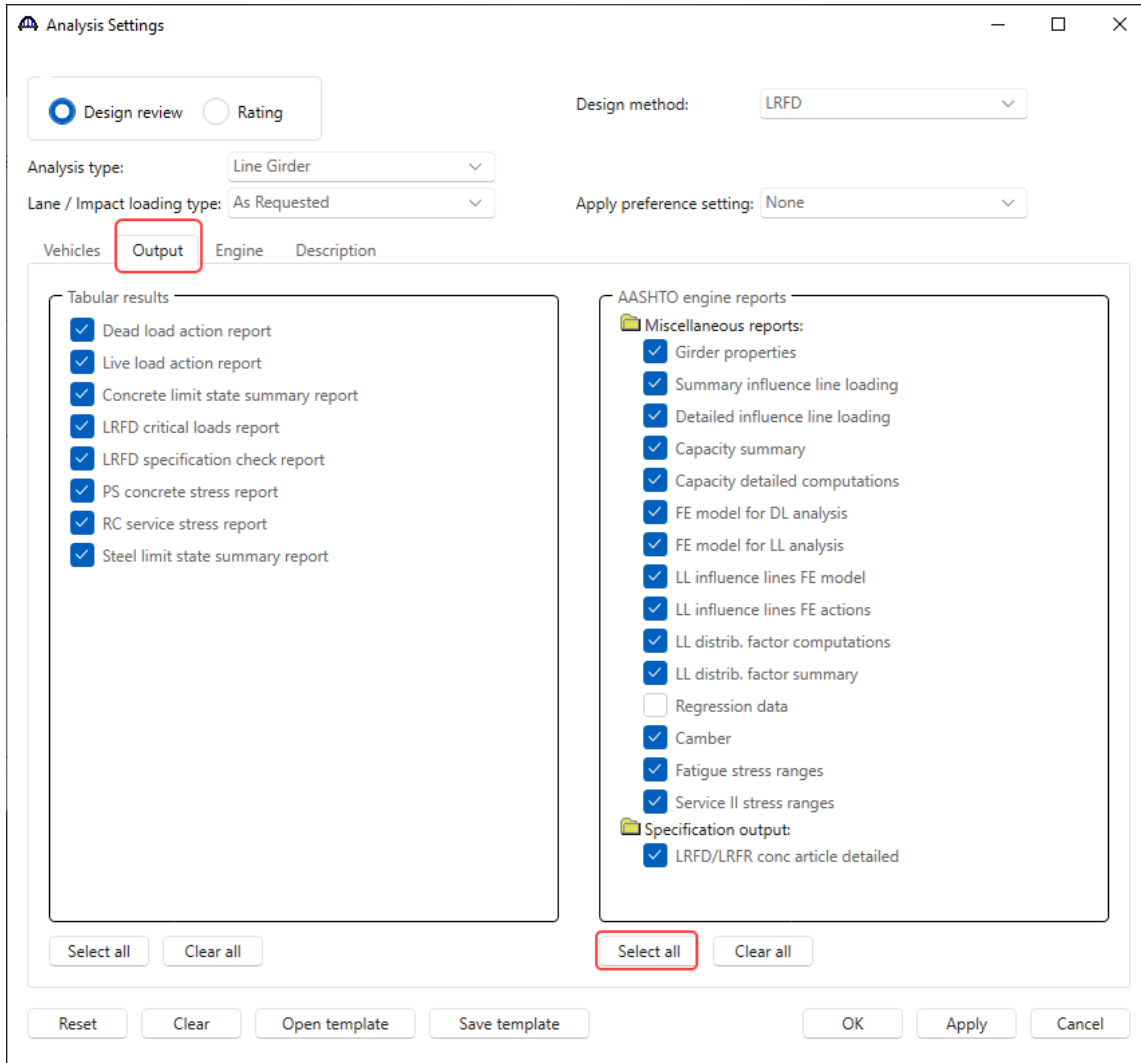 Analysis Settings
Design review Rating
Design method: LRFD
Analysis type: Line Girder
Lane / Impact loading type: As Requested
Apply preference setting: None
Vehicles Output Engine Description
Tabular results
Dead load action report
Live load action report
Concrete limit state summary report
LRFD critical loads report
LRFD specification check report
PS concrete stress report
RC service stress report
Steel limit state summary report
Select all Clear all
AASHTO engine reports
Miscellaneous reports:
Girder properties
Summary influence line loading
Detailed influence line loading
Capacity summary
Capacity detailed computations
FE model for DL analysis
FE model for LL analysis
LL influence lines FE model
LL influence lines FE actions
LL distrib. factor computations
LL distrib. factor summary
Regression data
Camber
Fatigue stress ranges
Service II stress ranges
Specification output:
LRFD/LRFR conc article detailed
Select all Clear all
Reset Clear Open template Save template OK Apply Cancel